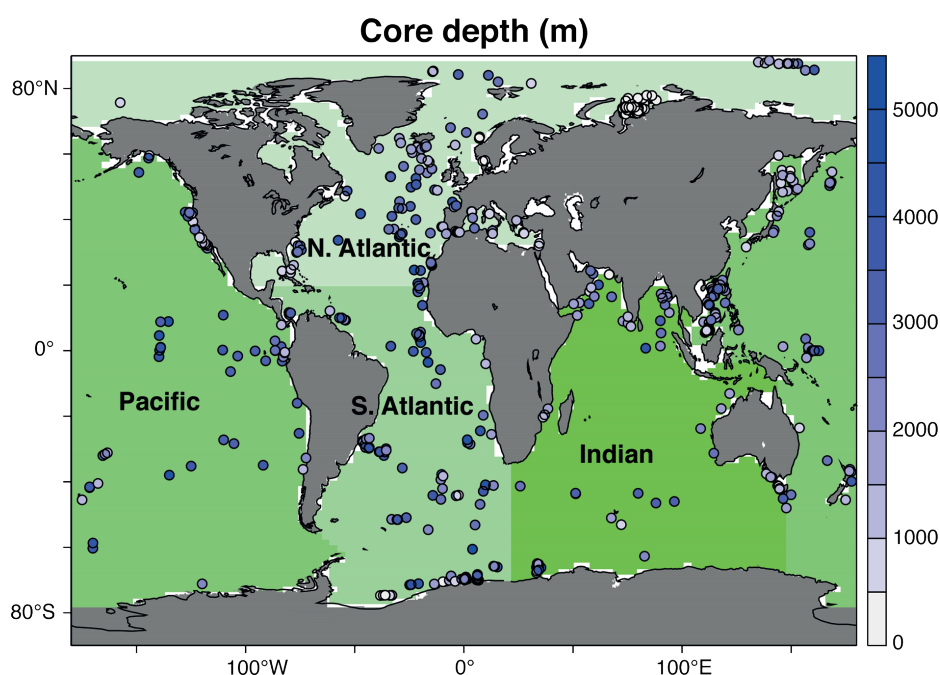 Core depth (m)
80°N
0°
80°S
N. Atlantic
Pacific
S. Atlantic
Indian
5000
4000
3000
2000
1000
0
100°W
0°
100°E